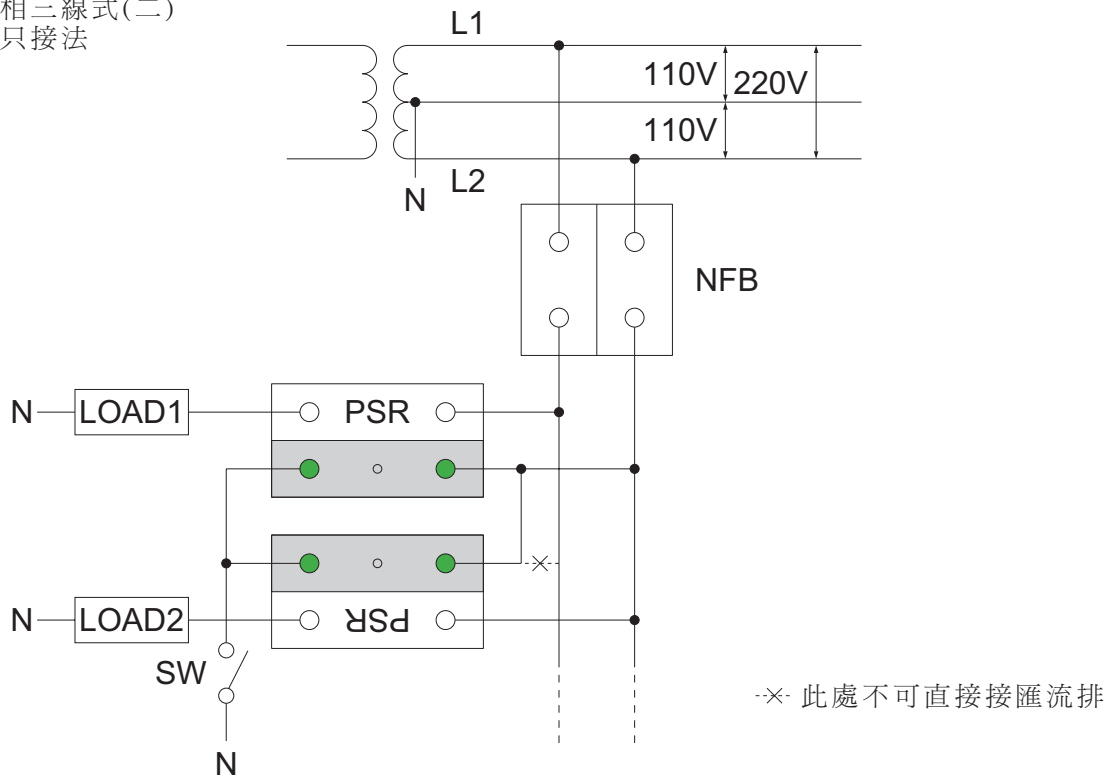 相三線式(二)
只接法
L1
110V
220V
110V
L2
N
NFB
N
LOAD1
PSR
N
LOAD2
PSR
SW
N
-×- 此處不可直接接匯流排